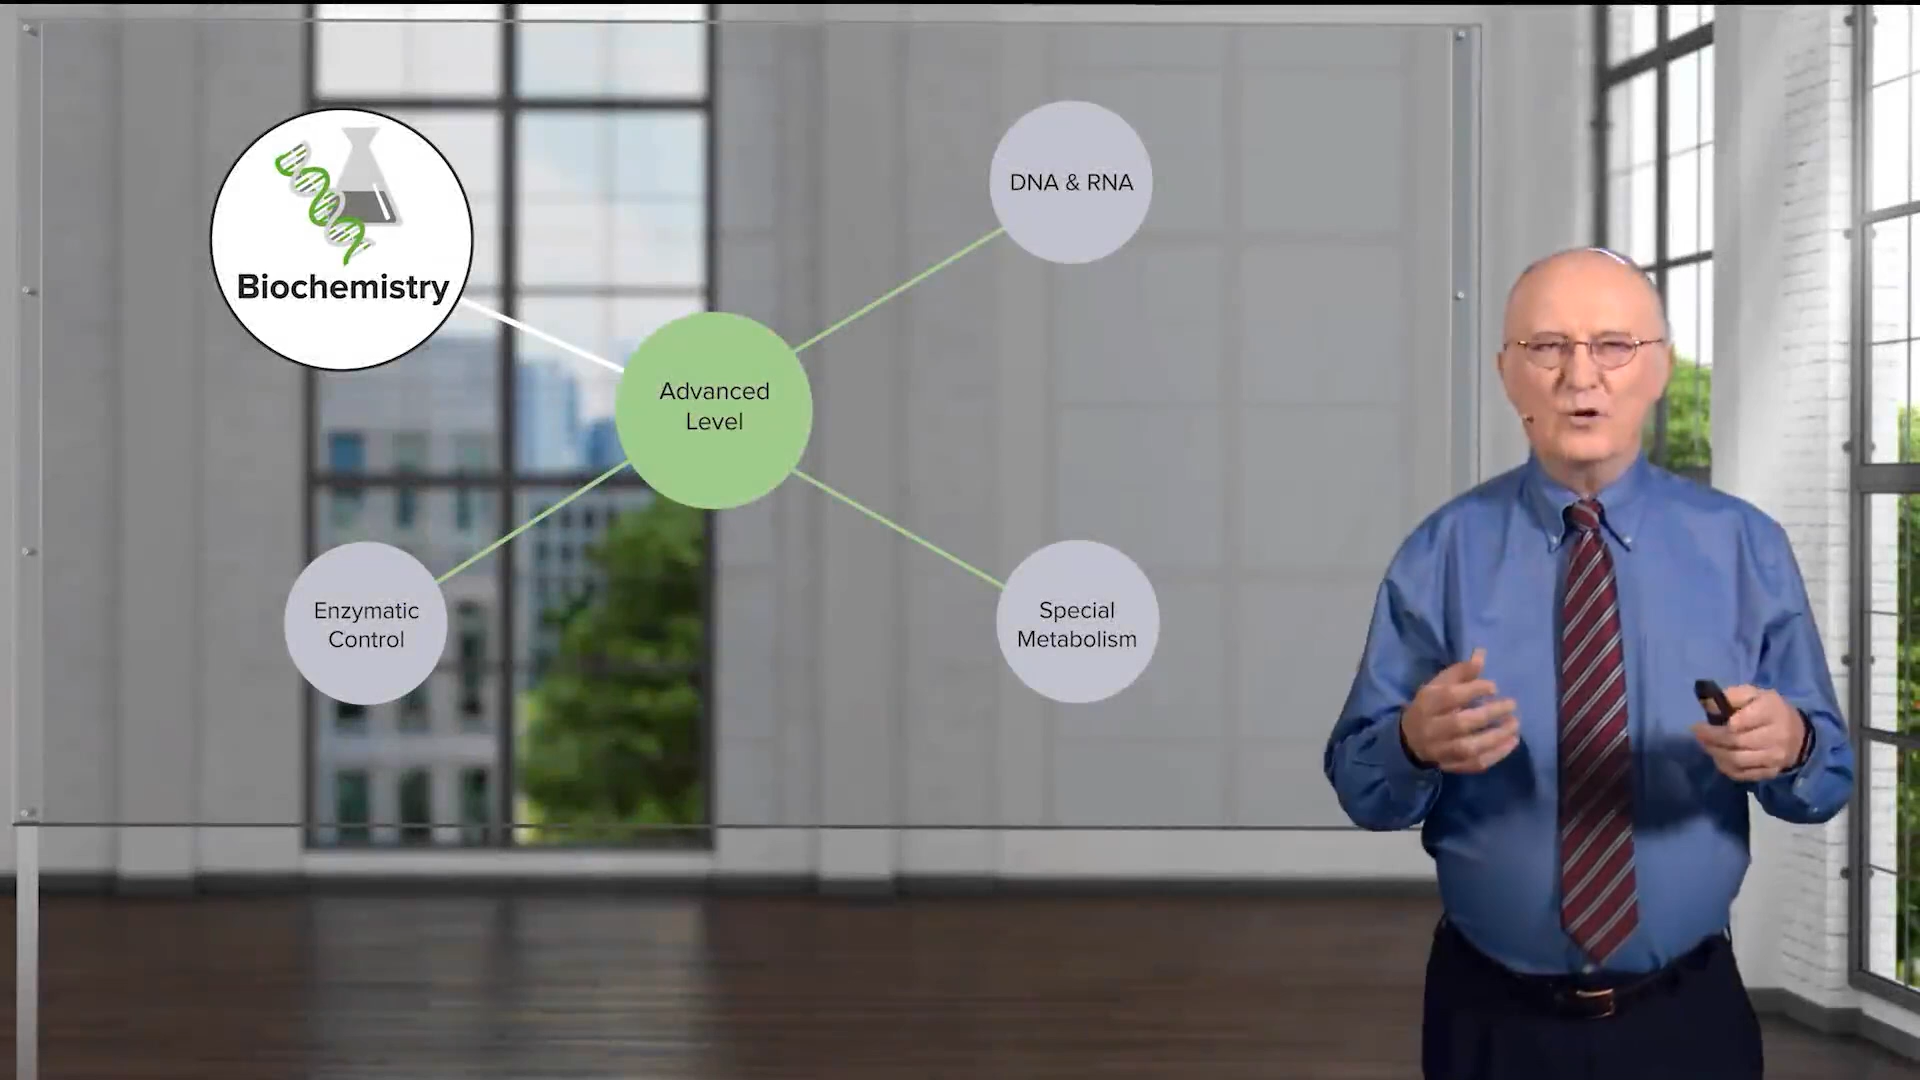 Biochemistry
DNA & RNA
Advanced
Level
Enzymatic
Control
Special
Metabolism